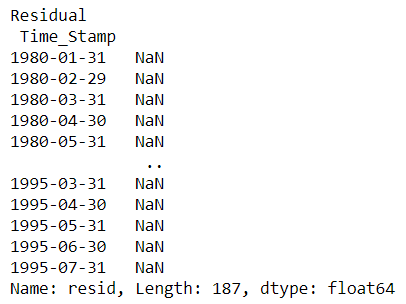 Residual
 Time_Stamp
1980-01-31   NaN
1980-02-29   NaN
1980-03-31   NaN
1980-04-30   NaN
1980-05-31   NaN
              ..
1995-03-31   NaN
1995-04-30   NaN
1995-05-31   NaN
1995-06-30   NaN
1995-07-31   NaN
Name: resid, Length: 187, dtype: float64